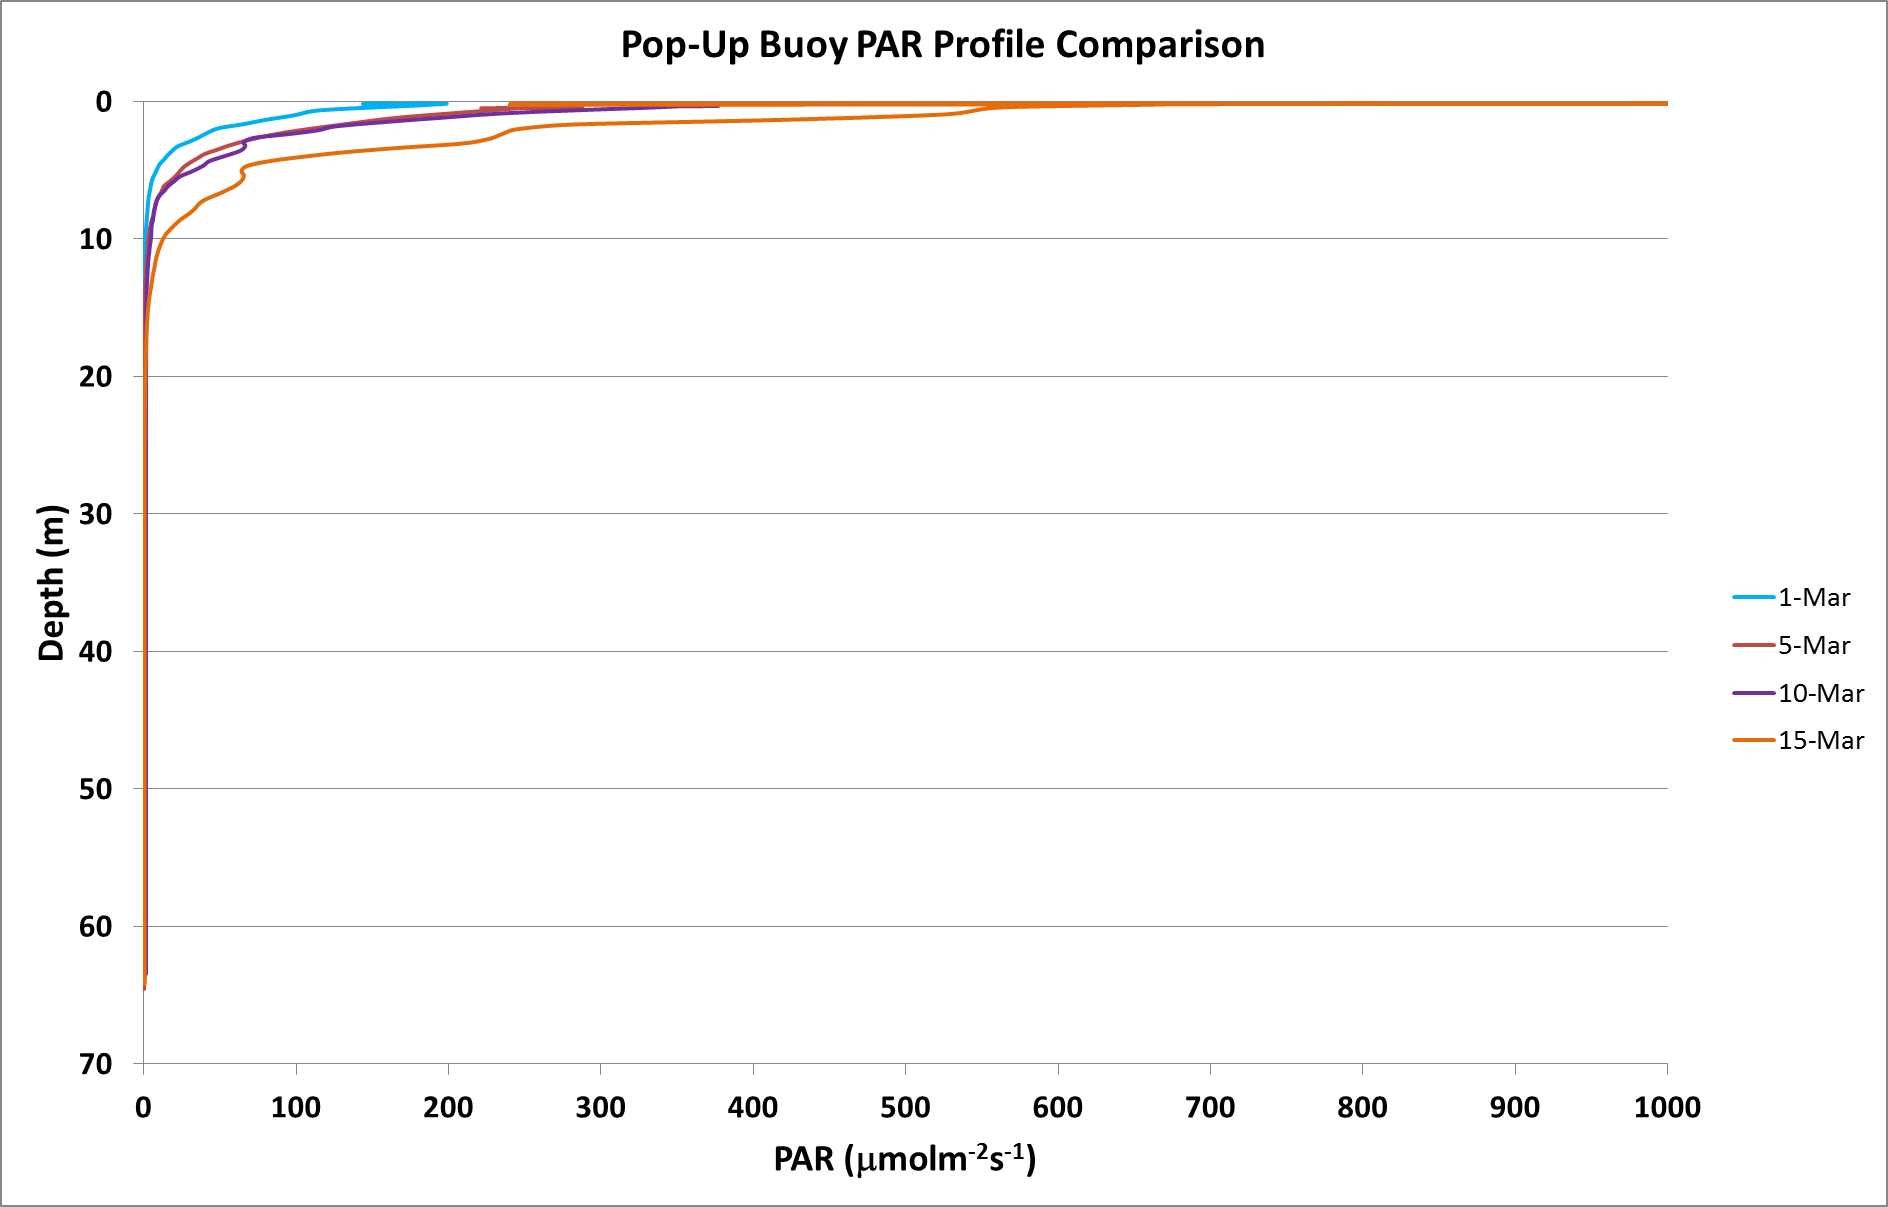 Pop-Up Buoy PAR Profile Comparison
0
10
20
30
40
50
60
70
Depth (m)
0 100 200 300 400 500 600 700 800 900 1000
PAR (μmolm-2s-1)
1-Mar
5-Mar
10-Mar
15-Mar